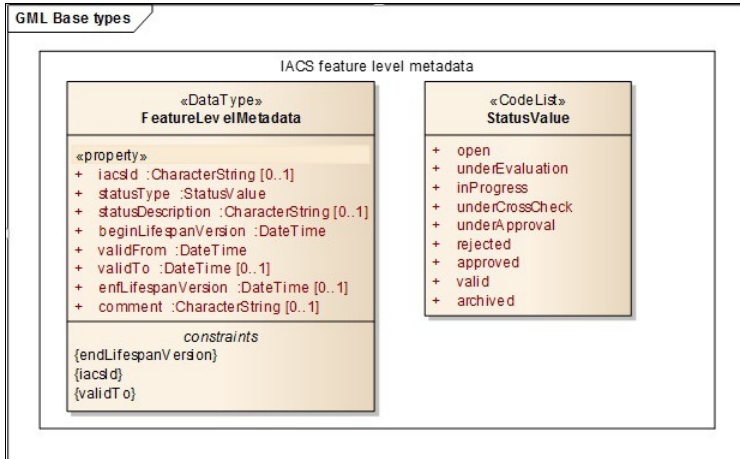 GML Base types
IACS feature level metadata
«DataType»
FeatureLevelMetadata
«property»
+ iacsId :CharacterString [0..1]
+ statusType :StatusValue
+ statusDescription :CharacterString [0..1]
+ beginLifespanVersion :DateTime
+ validFrom :DateTime
+ validTo :DateTime [0..1]
+ enfLifespanVersion :DateTime [0..1]
+ comment :CharacterString [0..1]
constraints
{endLifespanVersion}
{iacsId}
{validTo}
«CodeList»
StatusValue
+ open
+ underEvaluation
+ inProgress
+ underCrossCheck
+ underApproval
+ rejected
+ approved
+ valid
+ archived